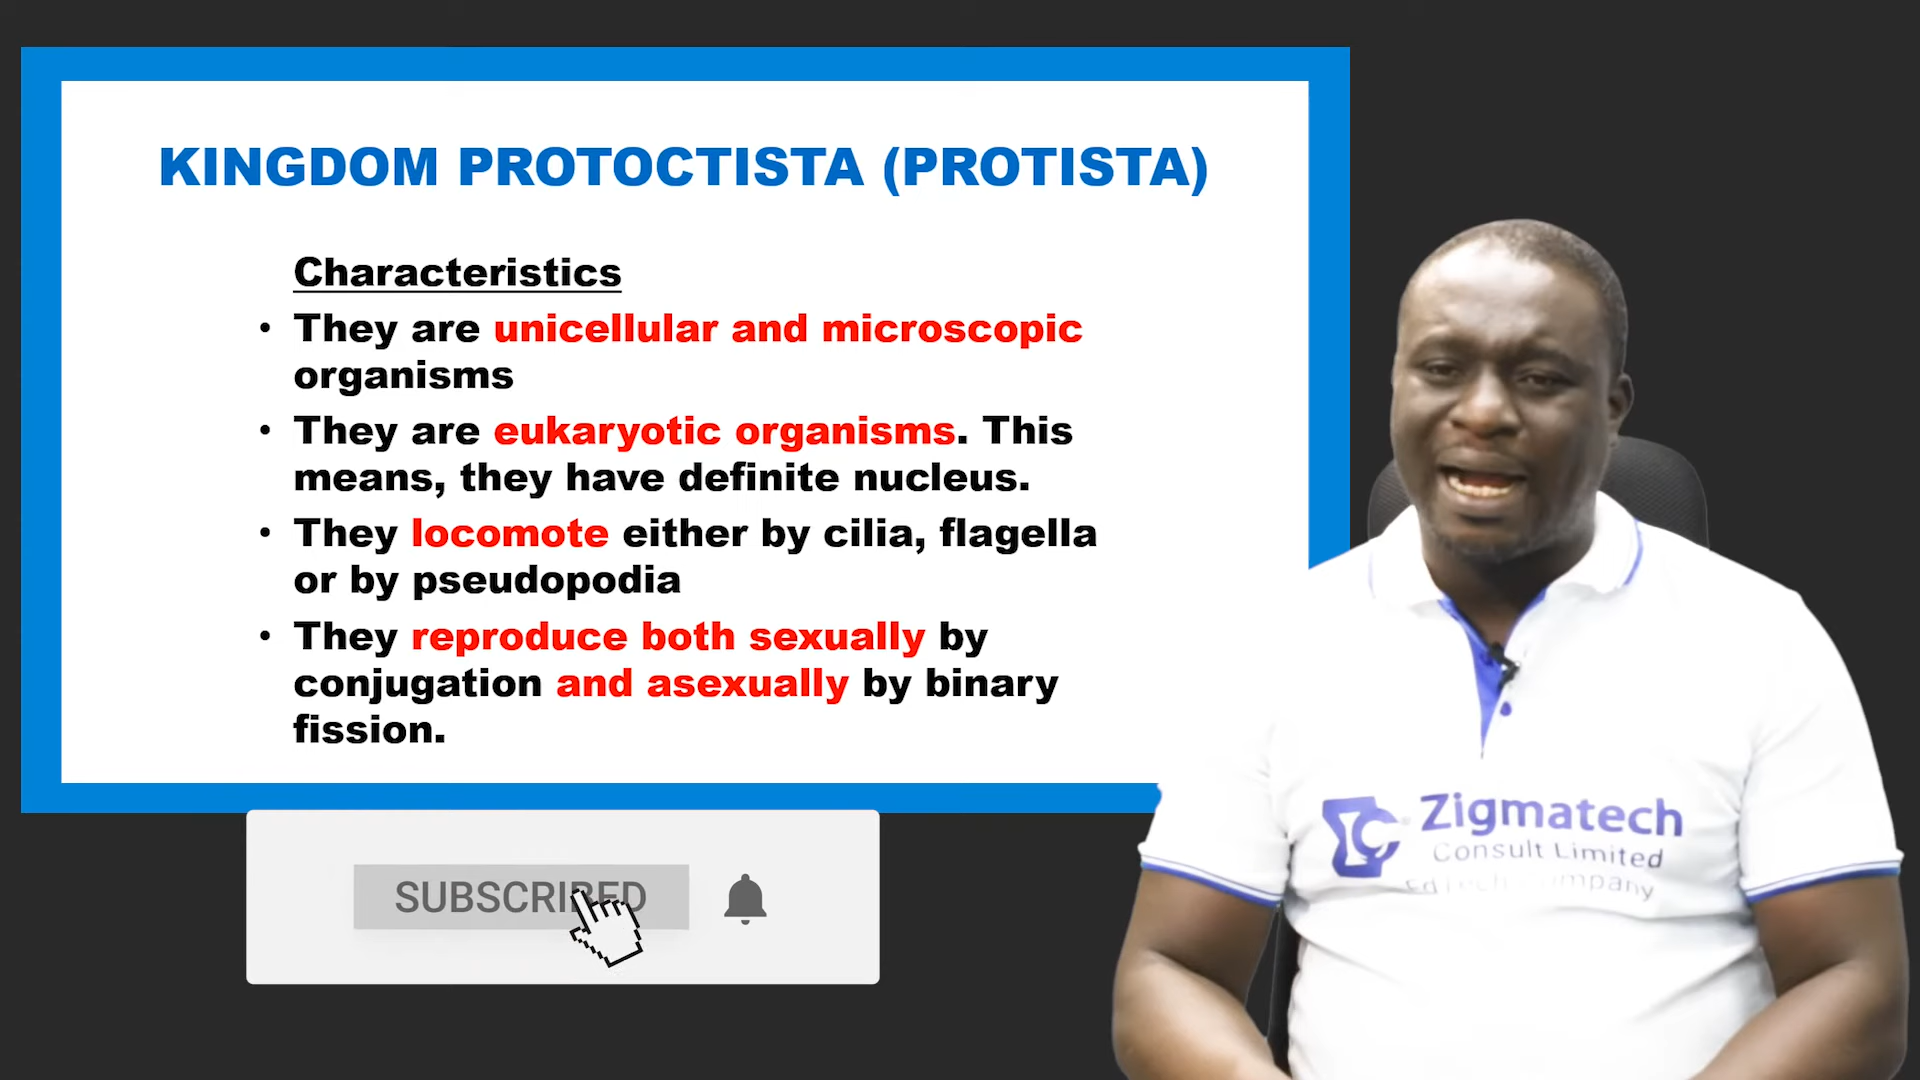 KINGDOM PROTOCTISTA (PROTISTA)
Characteristics
• They are unicellular and microscopic
organisms
• They are eukaryotic organisms. This
means, they have definite nucleus.
• They locomote either by cilia, flagella
or by pseudopodia
• They reproduce both sexually by
conjugation and asexually by binary
fission.
SUBSCRIBED
Zigmatech
Consult Limited
EdTech Company